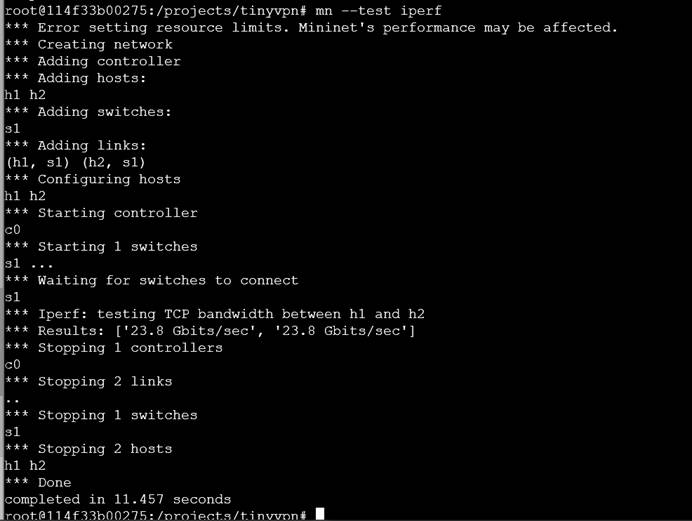 root@114f33b00275:/projects/tinyvpn# mn --test iperf
*** Error setting resource limits. Mininet's performance may be affected.
*** Creating network
*** Adding controller
*** Adding hosts:
h1 h2
*** Adding switches:
s1
*** Adding links:
(h1, s1) (h2, s1)
*** Configuring hosts
h1 h2
*** Starting controller
c0
*** Starting 1 switches
s1 ...
*** Waiting for switches to connect
s1
*** Iperf: testing TCP bandwidth between h1 and h2
*** Results: ['23.8 Gbits/sec', '23.8 Gbits/sec']
*** Stopping 1 controllers
c0
*** Stopping 2 links
..
*** Stopping 1 switches
s1
*** Stopping 2 hosts
h1 h2
*** Done
completed in 11.457 seconds
root@114f33b00275:/projects/tinyvpn#